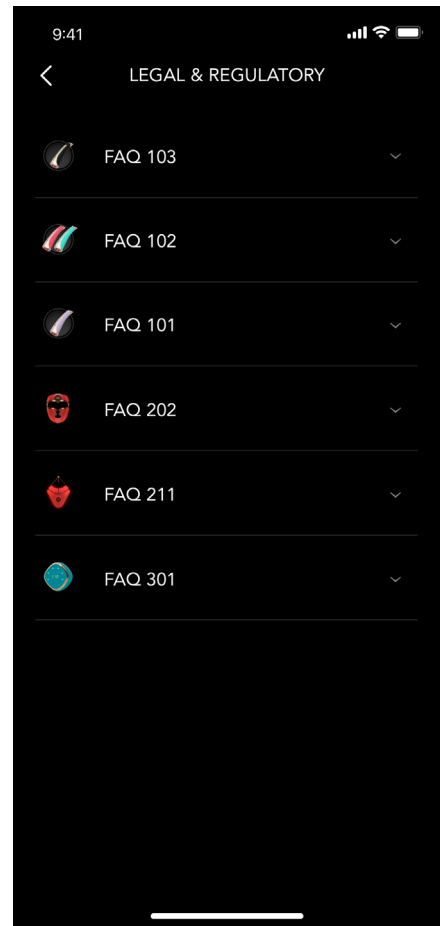 9:41
LEGAL & REGULATORY
FAQ 103
FAQ 102
FAQ 101
FAQ 202
FAQ 211
FAQ 301